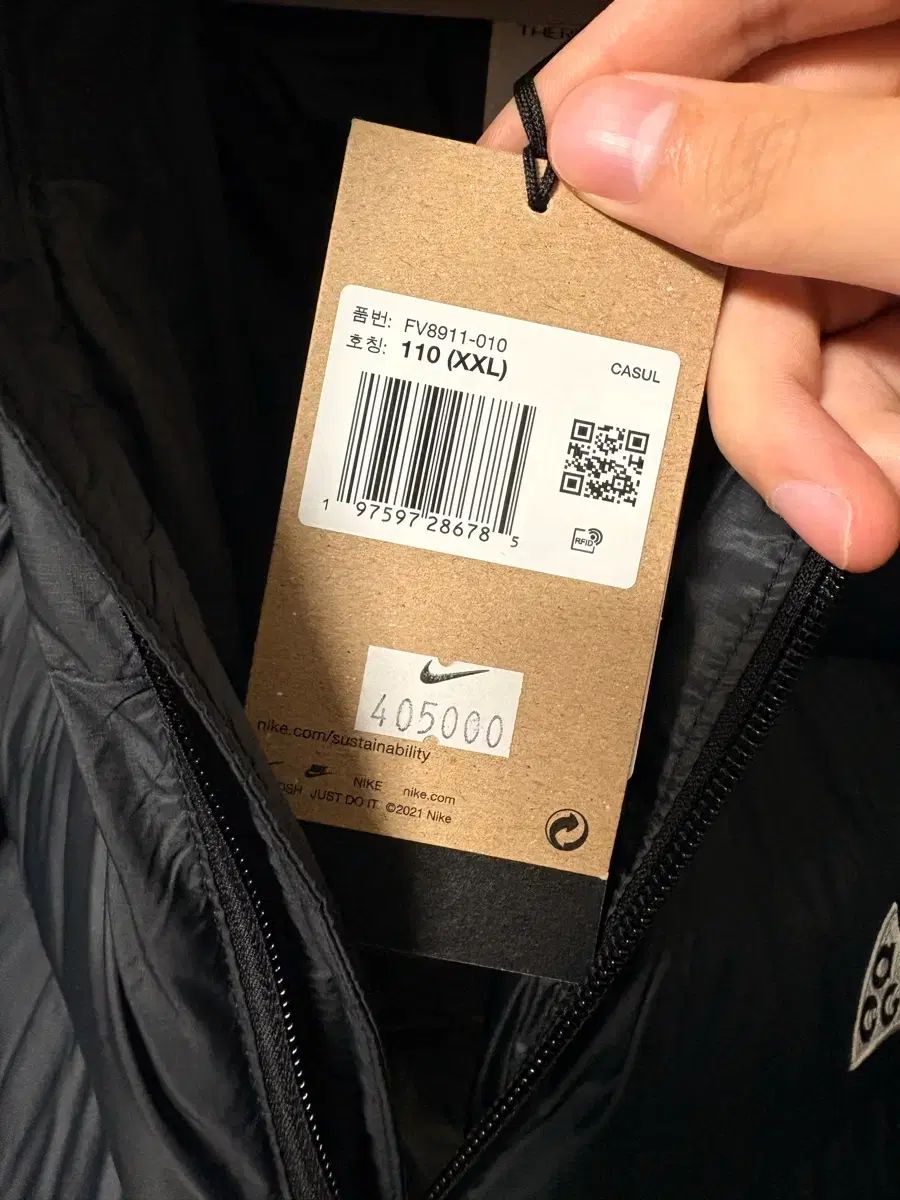 품번: FV8911-010
호칭: 110 (XXL)
CASUL
1 97597 28678 5
RFID
405000
nike.com/sustainability
NIKE nike.com
JUST DO IT ©2021 Nike